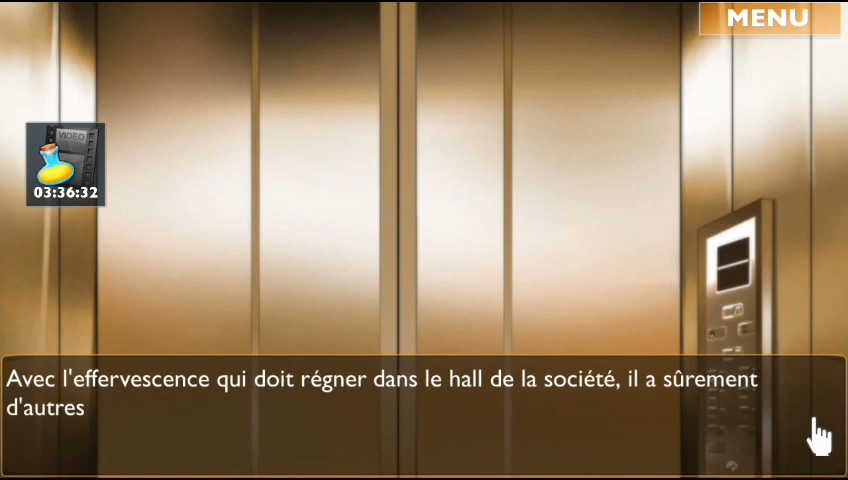 MENU
VIDEO
03:36:32
Avec l'effervescence qui doit régner dans le hall de la société, il a sûrement
d'autres